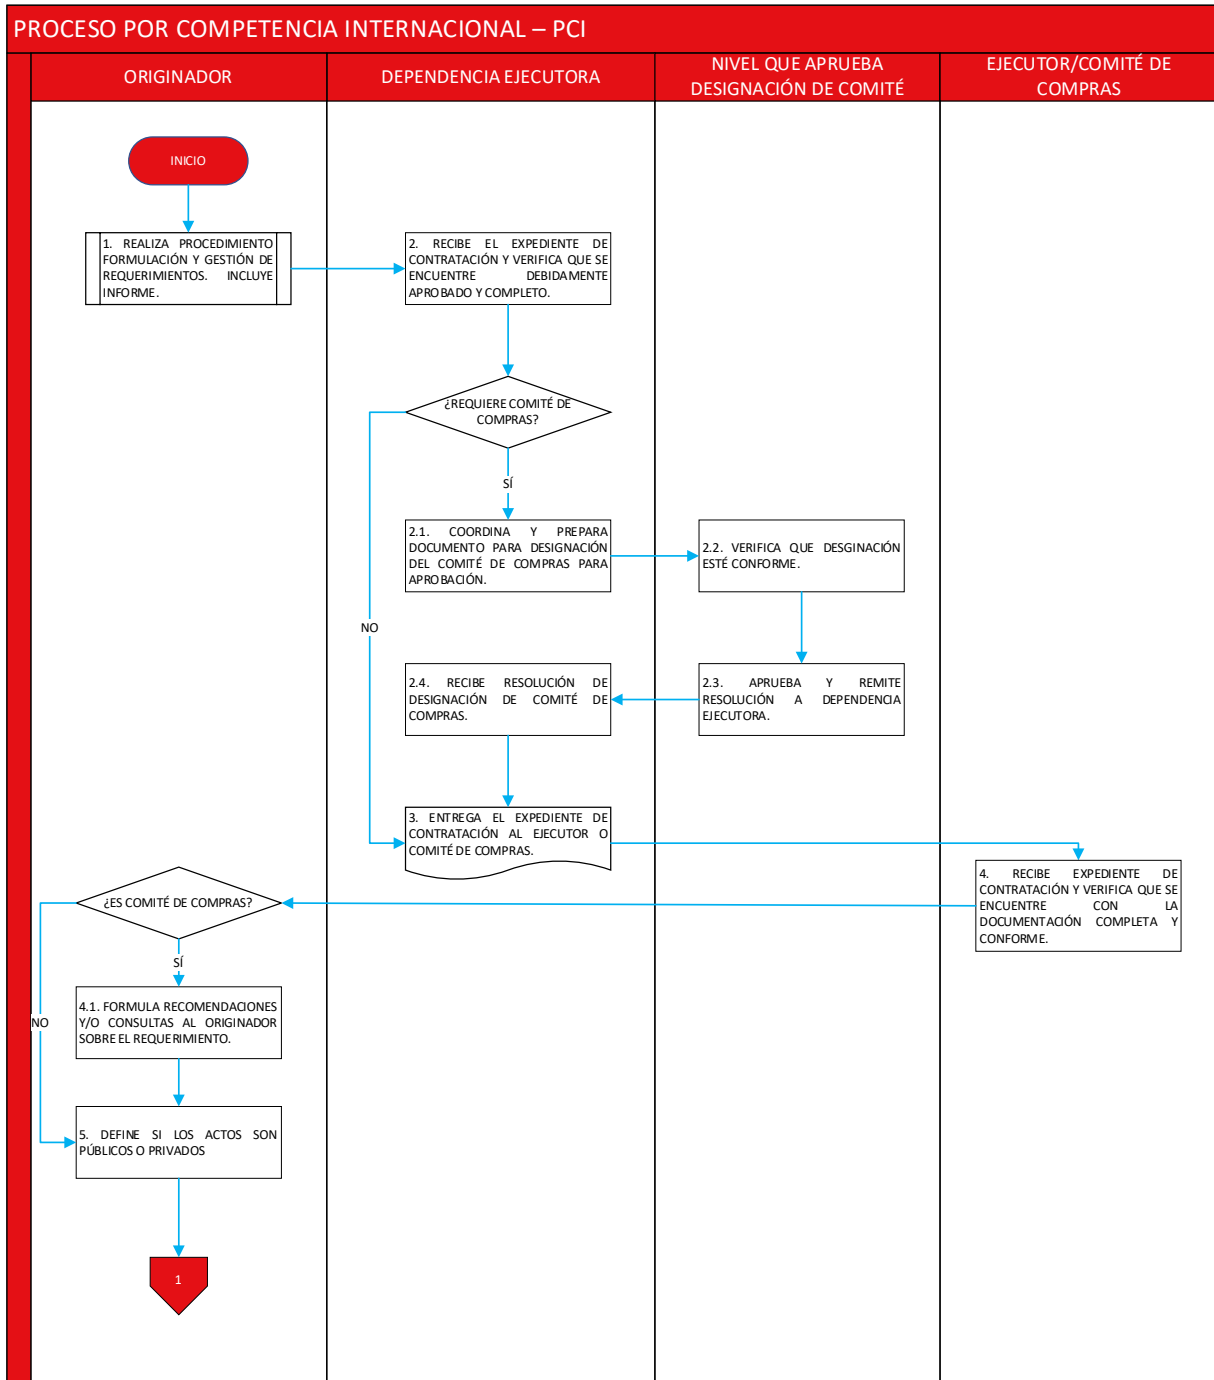 PROCESO POR COMPETENCIA INTERNACIONAL – PCI
ORIGINADOR
DEPENDENCIA EJECUTORA
NIVEL QUE APRUEBA
DESIGNACIÓN DE COMITÉ
EJECUTOR/COMITÉ DE
COMPRAS
INICIO
1. REALIZA PROCEDIMIENTO
FORMULACIÓN Y GESTIÓN DE
REQUERIMIENTOS. INCLUYE
INFORME.
2. RECIBE EL EXPEDIENTE DE
CONTRATACIÓN Y VERIFICA QUE SE
ENCUENTRE DEBIDAMENTE
APROBADO Y COMPLETO.
¿REQUIERE COMITÉ DE
COMPRAS?
SÍ
2.1. COORDINA Y PREPARA
DOCUMENTO PARA DESIGNACIÓN
DEL COMITÉ DE COMPRAS PARA
APROBACIÓN.
2.2. VERIFICA QUE DESGINACIÓN
ESTÉ CONFORME.
NO
2.4. RECIBE RESOLUCIÓN DE
DESIGNACIÓN DE COMITÉ DE
COMPRAS.
2.3. APRUEBA Y REMITE
RESOLUCIÓN A DEPENDENCIA
EJECUTORA.
3. ENTREGA EL EXPEDIENTE DE
CONTRATACIÓN AL EJECUTOR O
COMITÉ DE COMPRAS.
4. RECIBE EXPEDIENTE DE
CONTRATACIÓN Y VERIFICA QUE SE
ENCUENTRE CON LA
DOCUMENTACIÓN COMPLETA Y
CONFORME.
¿ES COMITÉ DE COMPRAS?
SÍ
4.1. FORMULA RECOMENDACIONES
Y/O CONSULTAS AL ORIGINADOR
SOBRE EL REQUERIMIENTO.
NO
5. DEFINE SI LOS ACTOS SON
PÚBLICOS O PRIVADOS
1